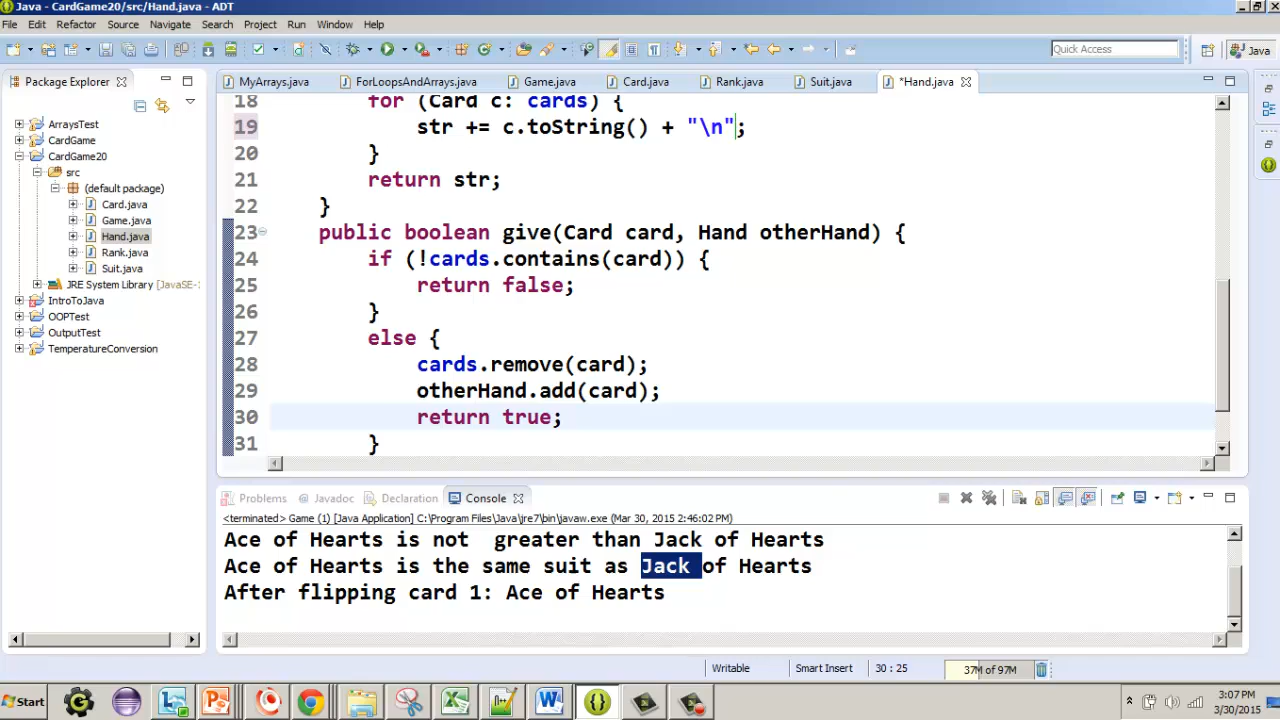 Java - CardGame20/src/Hand.java - ADT
File Edit Refactor Source Navigate Search Project Run Window Help
Quick Access
Java
Package Explorer
MyArrays.java ForLoopsAndArrays.java Game.java Card.java Rank.java Suit.java *Hand.java
ArraysTest
CardGame
CardGame20
src
(default package)
Card.java
Game.java
Hand.java
Rank.java
Suit.java
JRE System Library [JavaSE-
IntroToJava
OOPTest
OutputTest
TemperatureConversion
18 for (Card c: cards) {
19 str += c.toString() + "\n";
20 }
21 return str;
22 }
23 public boolean give(Card card, Hand otherHand) {
24 if (!cards.contains(card)) {
25 return false;
26 }
27 else {
28 cards.remove(card);
29 otherHand.add(card);
30 return true;
31 }
Problems @ Javadoc Declaration Console
<terminated> Game (1) [Java Application] C:\Program Files\Java\jre7\bin\javaw.exe (Mar 30, 2015 2:46:02 PM)
Ace of Hearts is not  greater than Jack of Hearts
Ace of Hearts is the same suit as Jack of Hearts
After flipping card 1: Ace of Hearts
Writable Smart Insert 30 : 25 37M of 97M
Start
3:07 PM
3/30/2015